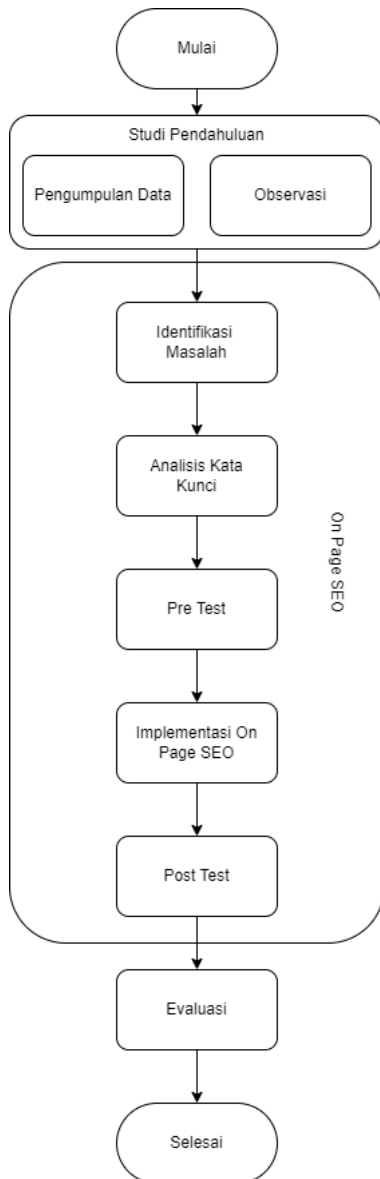 Mulai
Studi Pendahuluan
Pengumpulan Data
Observasi
Identifikasi
Masalah
Analisis Kata
Kunci
Pre Test
On Page SEO
Implementasi On
Page SEO
Post Test
Evaluasi
Selesai